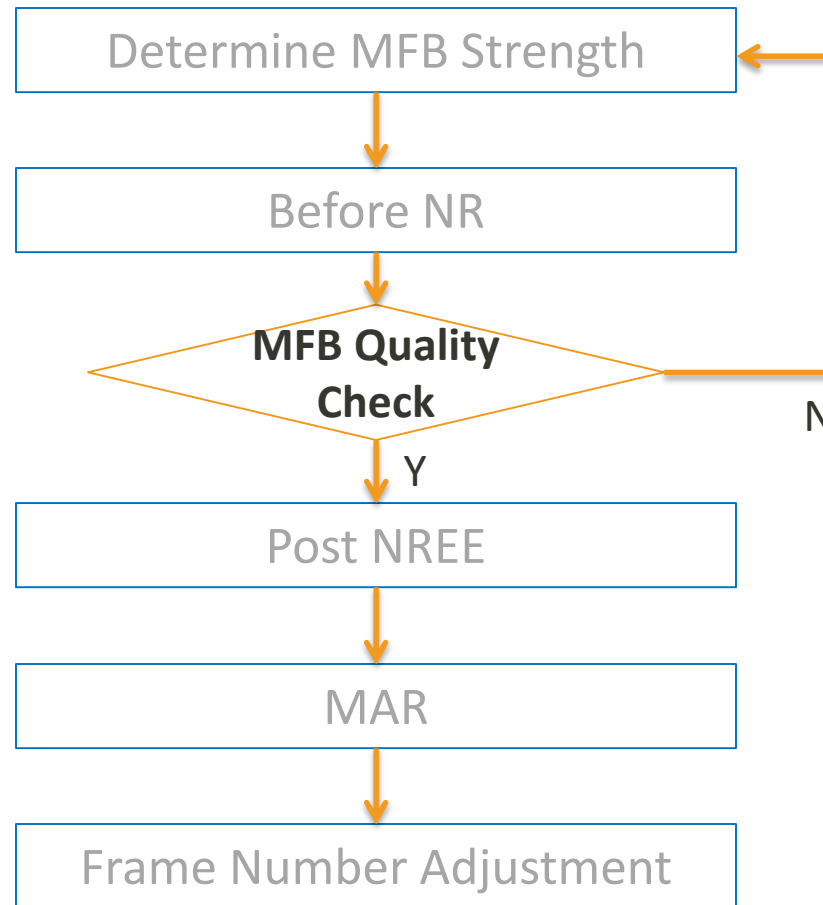 Determine MFB Strength
Before NR
MFB Quality
Check
N
Y
Post NREE
MAR
Frame Number Adjustment